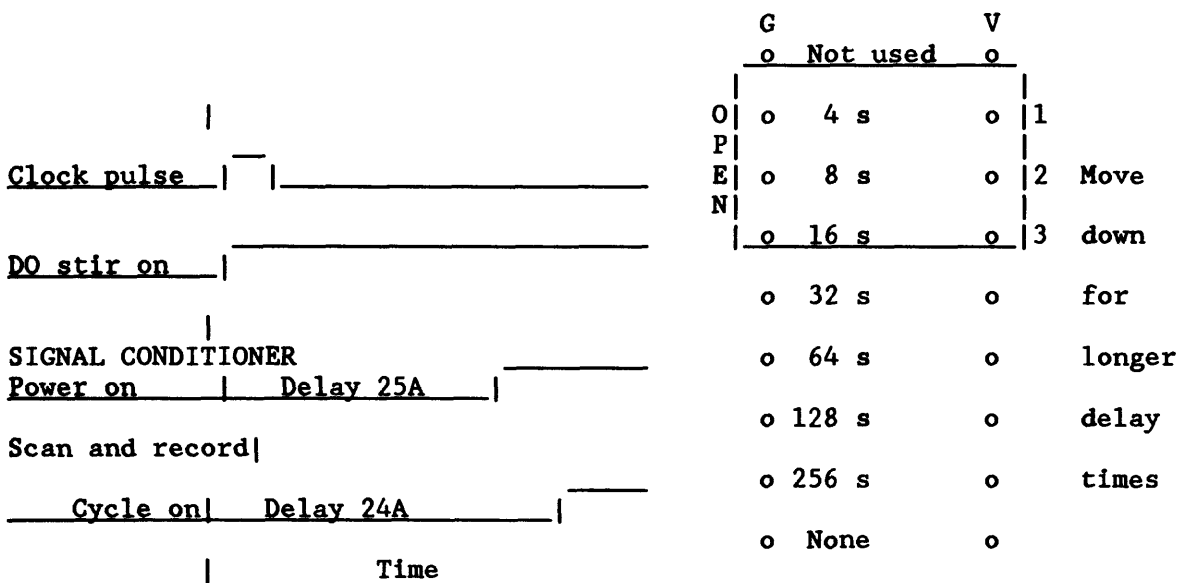 G V
o Not used o
O o 4 s o 1
P
E o 8 s o 2 Move
N
o 16 s o 3 down
o 32 s o for
o 64 s o longer
o 128 s o delay
o 256 s o times
o None o
Clock pulse
DO stir on
SIGNAL CONDITIONER
Power on Delay 25A
Scan and record
Cycle on Delay 24A
Time